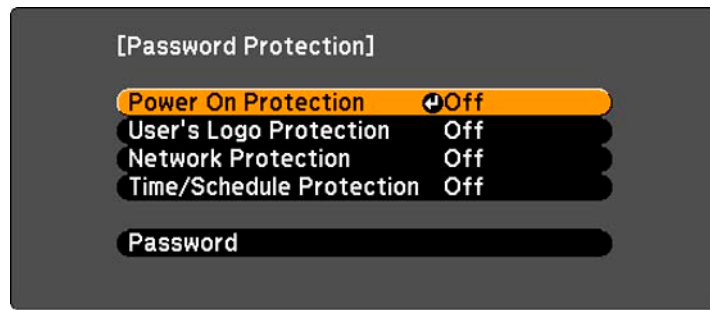 [Password Protection]
Power On Protection Off
User's Logo Protection Off
Network Protection Off
Time/Schedule Protection Off
Password